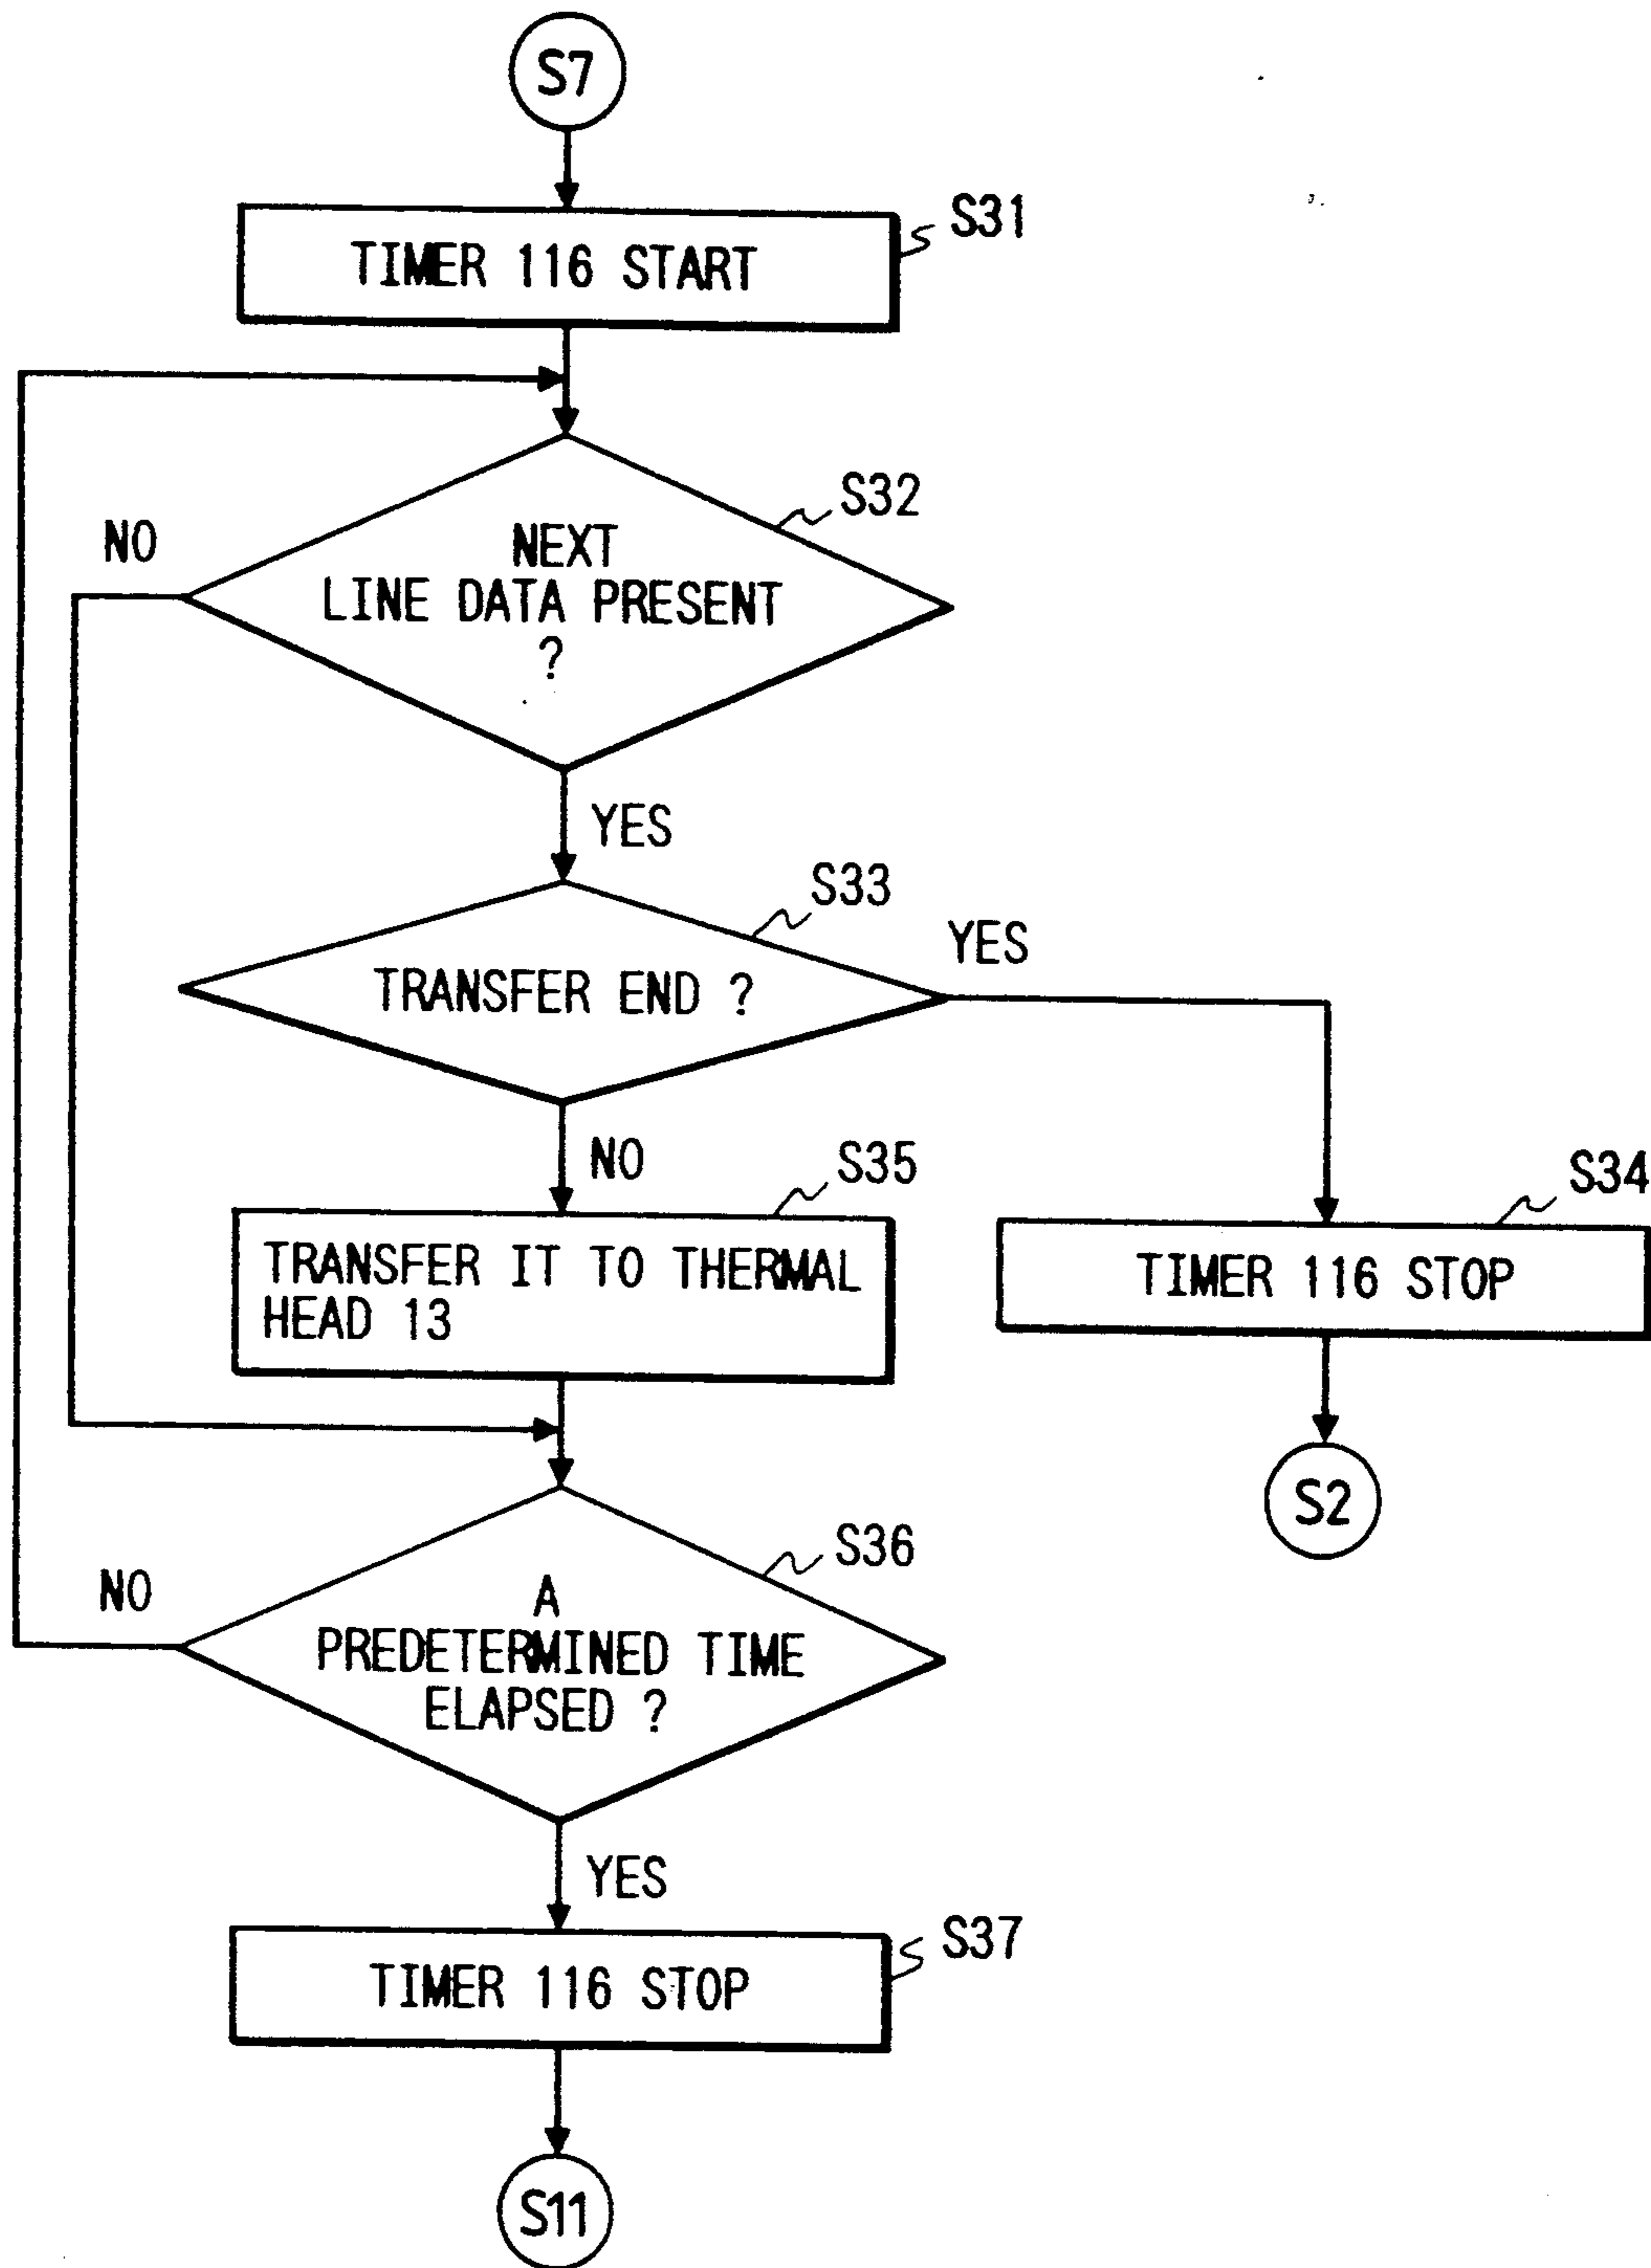 S7
S31
TIMER 116 START
S32
NO
NEXT
LINE DATA PRESENT
?
YES
S33
YES
TRANSFER END ?
NO
S35
S34
TRANSFER IT TO THERMAL
HEAD 13
TIMER 116 STOP
S2
S36
NO
A
PREDETERMINED TIME
ELAPSED ?
YES
S37
TIMER 116 STOP
S11